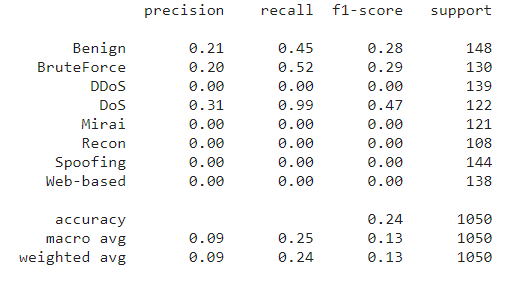 precision recall f1-score support
Benign 0.21 0.45 0.28 148
BruteForce 0.20 0.52 0.29 130
DDoS 0.00 0.00 0.00 139
DoS 0.31 0.99 0.47 122
Mirai 0.00 0.00 0.00 121
Recon 0.00 0.00 0.00 108
Spoofing 0.00 0.00 0.00 144
Web-based 0.00 0.00 0.00 138
accuracy 0.24 1050
macro avg 0.09 0.25 0.13 1050
weighted avg 0.09 0.24 0.13 1050